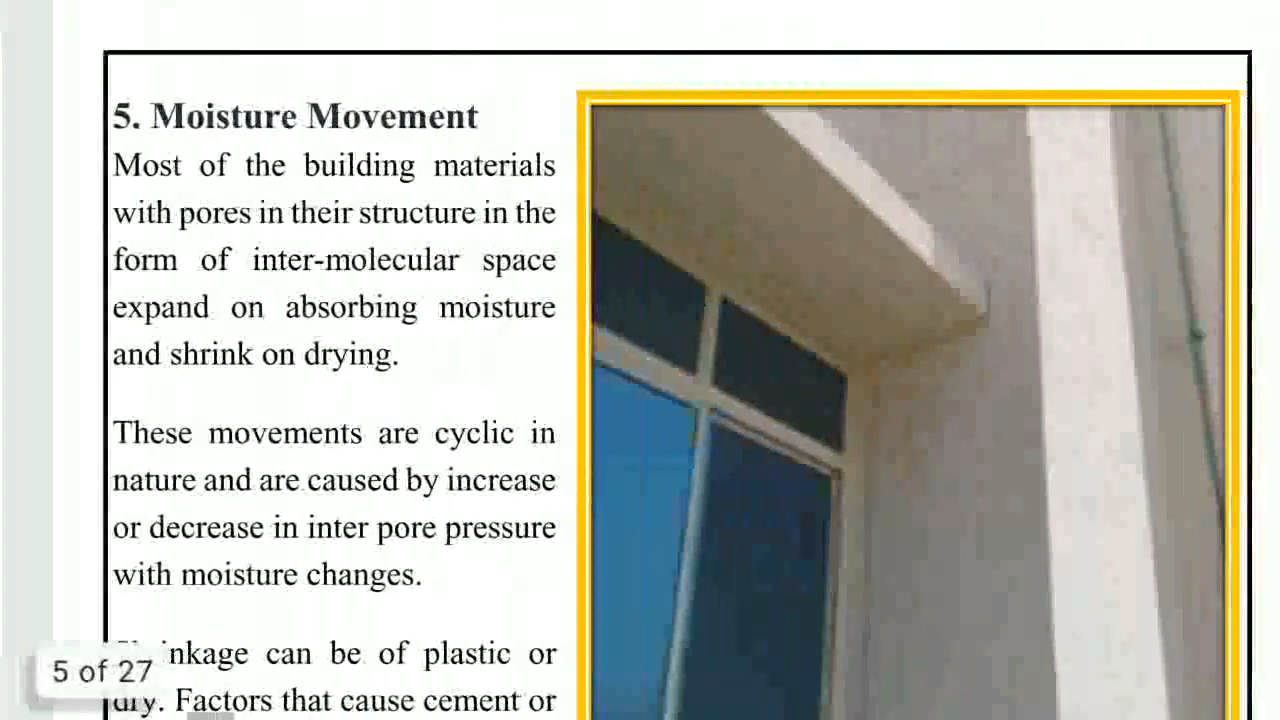 5. Moisture Movement
Most of the building materials
with pores in their structure in the
form of inter-molecular space
expand on absorbing moisture
and shrink on drying.
These movements are cyclic in
nature and are caused by increase
or decrease in inter pore pressure
with moisture changes.
nkage can be of plastic or
5 of 27
dry. Factors that cause cement or